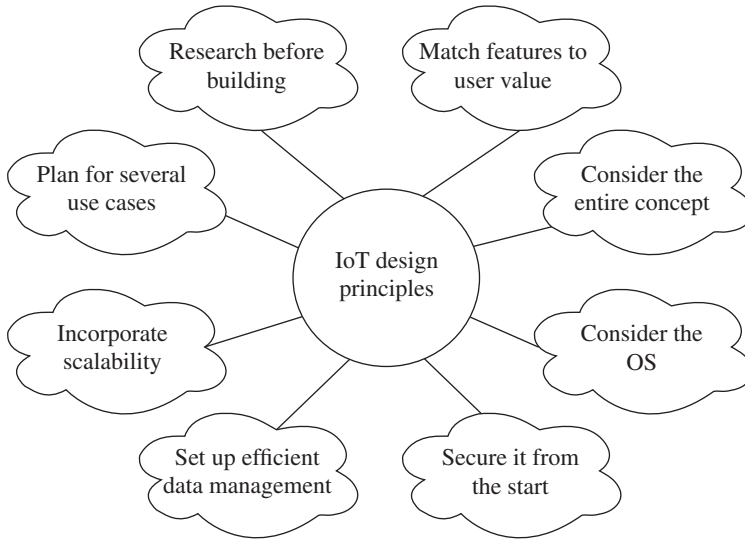 Research before
building
Match features to
user value
Plan for several
use cases
Consider the
entire concept
IoT design
principles
Incorporate
scalability
Consider the
OS
Set up efficient
data management
Secure it from
the start